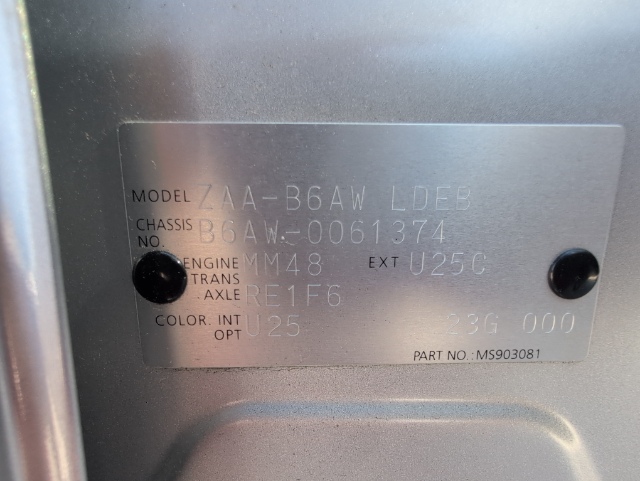 MODEL ZAA-B6AW LDEB
CHASSIS NO. B6AW-0061374
ENGINE MM48 EXT U25C
TRANS AXLE RE1F6
COLOR: INT
OPT U25 23G 000
PART NO.: MS903081